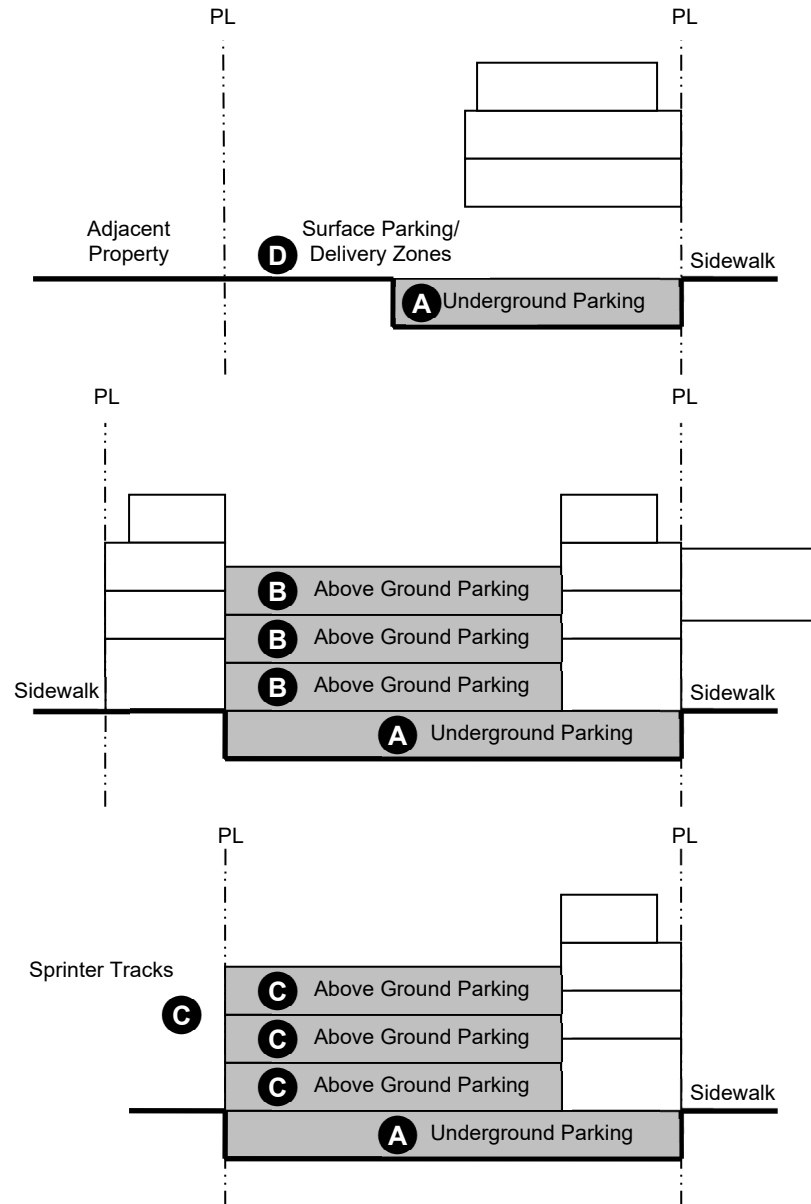 PL PL
Adjacent
Property
D
Surface Parking/
Delivery Zones
Sidewalk
A Underground Parking
PL PL
B Above Ground Parking
B Above Ground Parking
B Above Ground Parking
Sidewalk Sidewalk
A Underground Parking
PL PL
Sprinter Tracks
C Above Ground Parking
C
C Above Ground Parking
C Above Ground Parking
Sidewalk
A Underground Parking